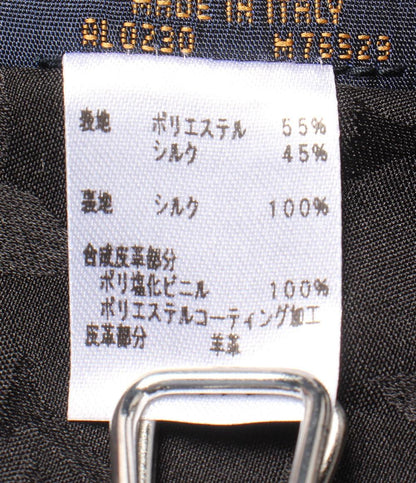 MADE IN ITALY
AL0230 M78323
表地 ポリエステル 55%
シルク 45%
裏地 シルク 100%
合成皮革部分
ポリ塩化ビニル 100%
ポリエステルコーティング加工
皮革部分 羊革